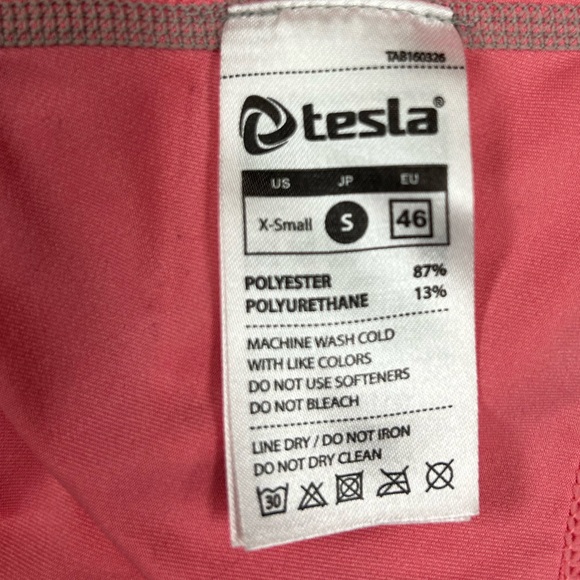 TAB160326
tesla®
US JP EU
X-Small S 46
POLYESTER 87%
POLYURETHANE 13%
MACHINE WASH COLD
WITH LIKE COLORS
DO NOT USE SOFTENERS
DO NOT BLEACH
LINE DRY / DO NOT IRON
DO NOT DRY CLEAN
30